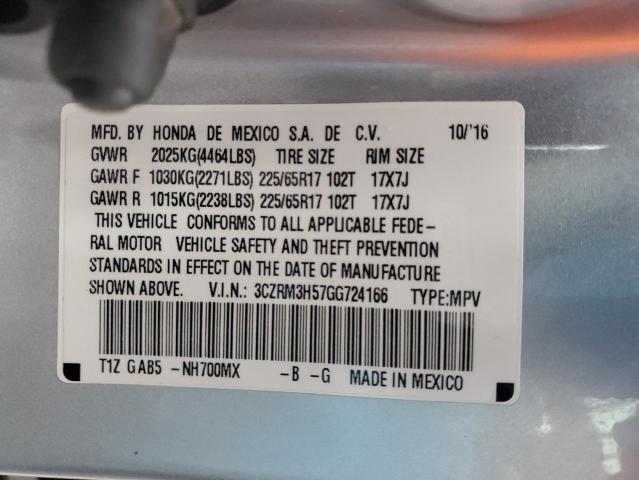 MFD. BY HONDA DE MEXICO S.A. DE C.V. 10/'16
GVWR 2025KG(4464LBS) TIRE SIZE RIM SIZE
GAWR F 1030KG(2271LBS) 225/65R17 102T 17X7J
GAWR R 1015KG(2238LBS) 225/65R17 102T 17X7J
THIS VEHICLE CONFORMS TO ALL APPLICABLE FEDE-
RAL MOTOR VEHICLE SAFETY AND THEFT PREVENTION
STANDARDS IN EFFECT ON THE DATE OF MANUFACTURE
SHOWN ABOVE. V.I.N.: 3CZRM3H57GG724166 TYPE:MPV
T1Z GAB5 -NH700MX -B -G MADE IN MEXICO